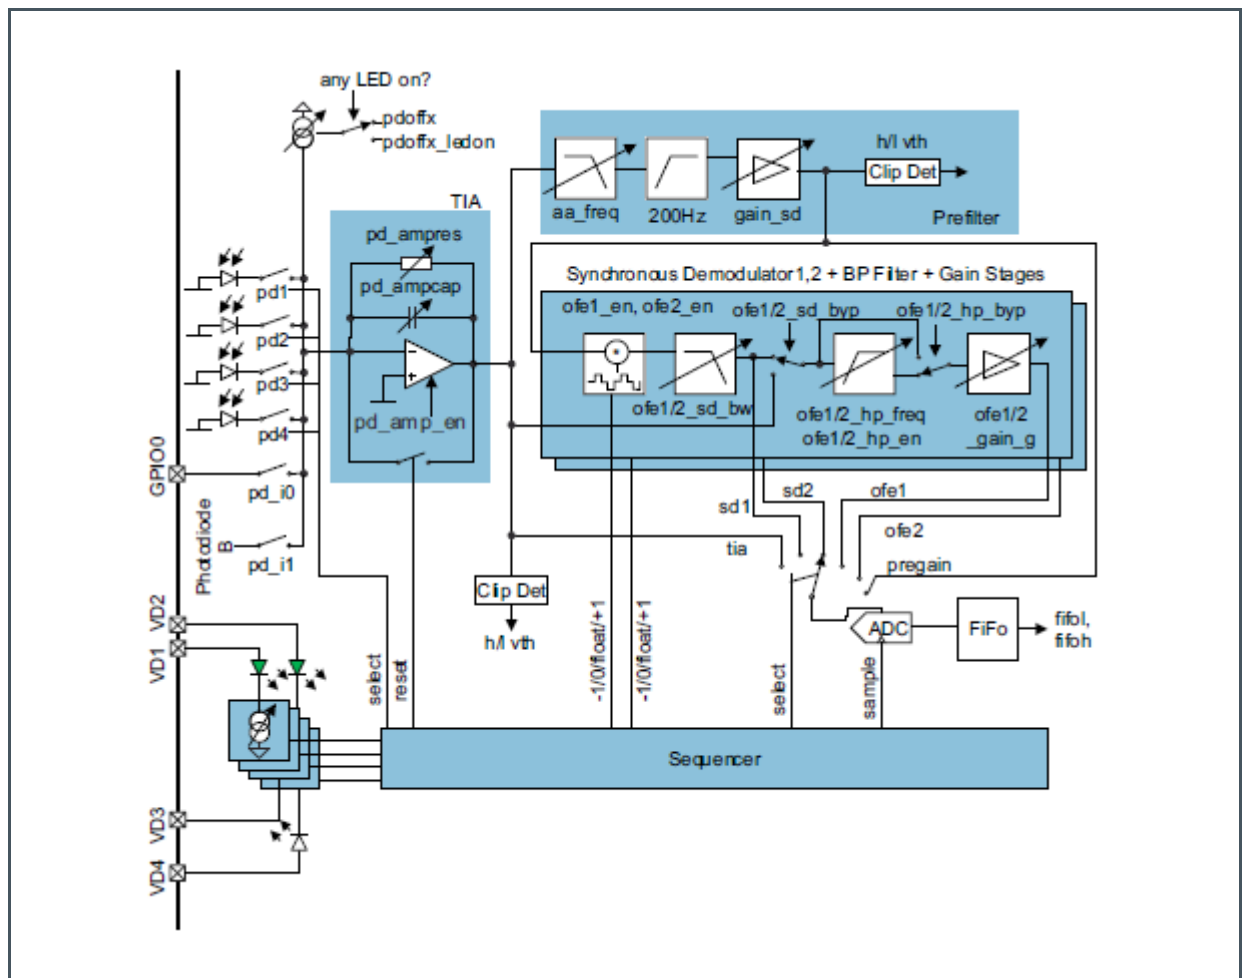 any LED on?
pdoffx
pdoffx_ledon
h/l vth
Clip Det
TIA
aa_freq
200Hz
gain_sd
Prefilter
pd_ampres
Synchronous Demodulator1,2 + BP Filter + Gain Stages
pd1
pd_ampcap
ofe1_en, ofe2_en
ofe1/2_sd_byp
ofe1/2_hp_byp
pd2
pd3
ofe1/2_sd_bw
ofe1/2_hp_freq
ofe1/2
pd4
pd_amp_en
ofe1/2_hp_en
_gain_g
GPIO0
pd_i0
sd2
ofe1
sd1
ofe2
Photodiode
B
pd_i1
tia
pregain
Clip Det
h/l vth
VD2
VD1
-1/0/float/+1
-1/0/float/+1
ADC
FiFo
fifol,
fifoh
select
reset
select
sample
Sequencer
VD3
VD4